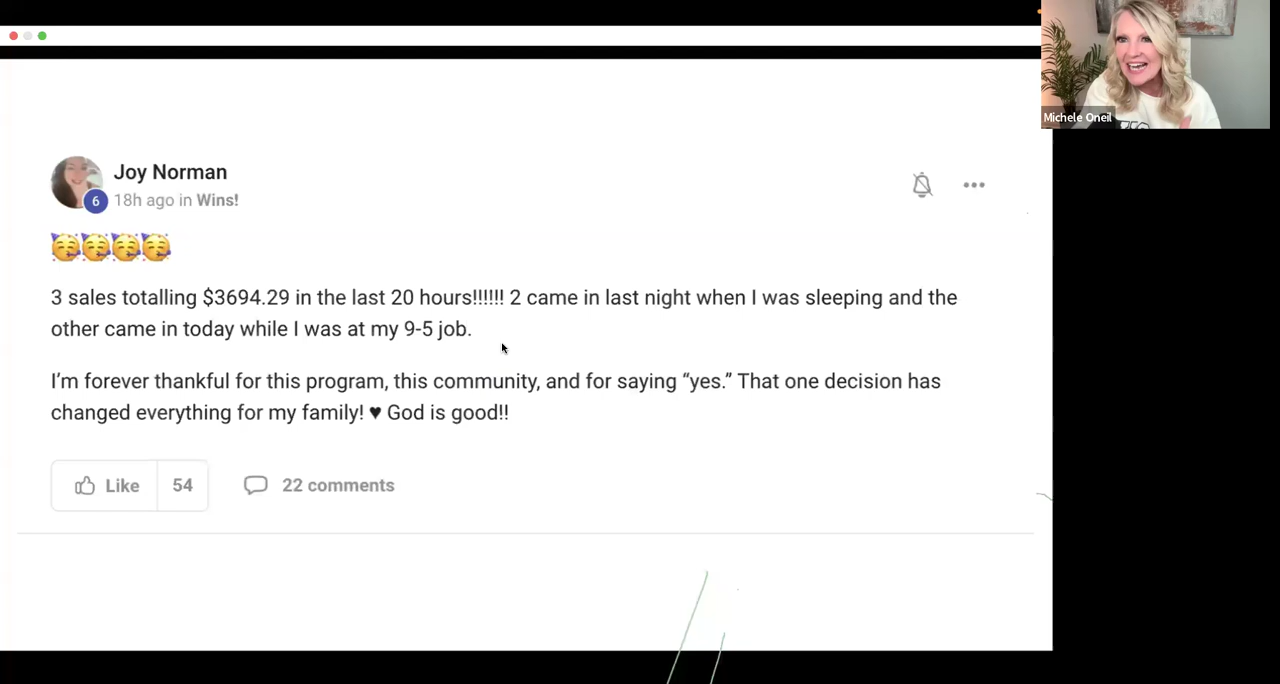 Michele Oneil
Joy Norman
6
18h ago in Wins!
🥳🥳🥳🥳
3 sales totalling $3694.29 in the last 20 hours!!!!!! 2 came in last night when I was sleeping and the
other came in today while I was at my 9-5 job.
I’m forever thankful for this program, this community, and for saying “yes.” That one decision has
changed everything for my family! ♥ God is good!!
Like 54 22 comments